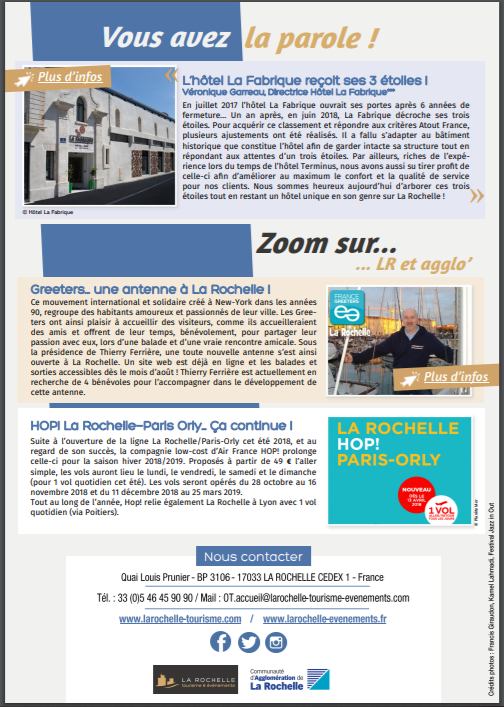 Vous avez la parole !
Plus d'infos
«
L'hôtel La Fabrique reçoit ses 3 étoiles !
Véronique Garreau, Directrice Hôtel La Fabrique***
En juillet 2017 l'hôtel La Fabrique ouvrait ses portes après 6 années de
fermeture... Un an après, en juin 2018, La Fabrique décroche ses trois
étoiles. Pour acquérir ce classement et répondre aux critères Atout France,
plusieurs ajustements ont été réalisés. Il a fallu s'adapter au bâtiment
historique que constitue l'hôtel afin de garder intacte sa structure tout en
répondant aux attentes d'un trois étoiles. Par ailleurs, riches de l'expé-
rience lors du temps de l'hôtel Terminus, nous avons aussi su tirer profit de
celle-ci afin d'améliorer au maximum le confort et la qualité de service
pour nos clients. Nous sommes heureux aujourd'hui d'arborer ces trois
étoiles tout en restant un hôtel unique en son genre sur La Rochelle !
»
© Hôtel La Fabrique
Zoom sur...
... LR et agglo'
Greeters... une antenne à La Rochelle !
Ce mouvement international et solidaire créé à New-York dans les années
90, regroupe des habitants amoureux et passionnés de leur ville. Les Gree-
ters ont ainsi plaisir à accueillir des visiteurs, comme ils accueilleraient
des amis et offrent de leur temps, bénévolement, pour partager leur
passion avec eux, lors d'une balade et d'une vraie rencontre amicale. Sous
la présidence de Thierry Ferrière, une toute nouvelle antenne s'est ainsi
ouverte à La Rochelle. Un site web est déjà en ligne et les balades et
sorties accessibles dès le mois d'août ! Thierry Ferrière est actuellement en
recherche de 4 bénévoles pour l'accompagner dans le développement de
cette antenne.
FRANCE
GREETERS
La Rochelle
Plus d'infos
HOP! La Rochelle-Paris Orly... Ça continue !
Suite à l'ouverture de la ligne La Rochelle/Paris-Orly cet été 2018, et au
regard de son succès, la compagnie low-cost d'Air France HOP! prolonge
celle-ci pour la saison hiver 2018/2019. Proposés à partir de 49 € l'aller
simple, les vols auront lieu le lundi, le vendredi, le samedi et le dimanche
(pour 1 vol quotidien cet été). Les vols seront opérés du 28 octobre au 16
novembre 2018 et du 11 décembre 2018 au 25 mars 2019.
Tout au long de l'année, Hop! relie également La Rochelle à Lyon avec 1 vol
quotidien (via Poitiers).
LA ROCHELLE
HOP!
PARIS-ORLY
NOUVEAU
1 VOL
Nous contacter
Quai Louis Prunier - BP 3106 - 17033 LA ROCHELLE CEDEX 1 - France
Tél. : 33 (0)5 46 45 90 90 / Mail : OT.accueil@larochelle-tourisme-evenements.com
www.larochelle-tourisme.com / www.larochelle-evenements.fr
LA ROCHELLE
tourisme & événements
Communauté
d'Agglomération de
La Rochelle
Crédits photos : Francis Giraudon, Kamel Lahmadi, Festival Jazz in Out